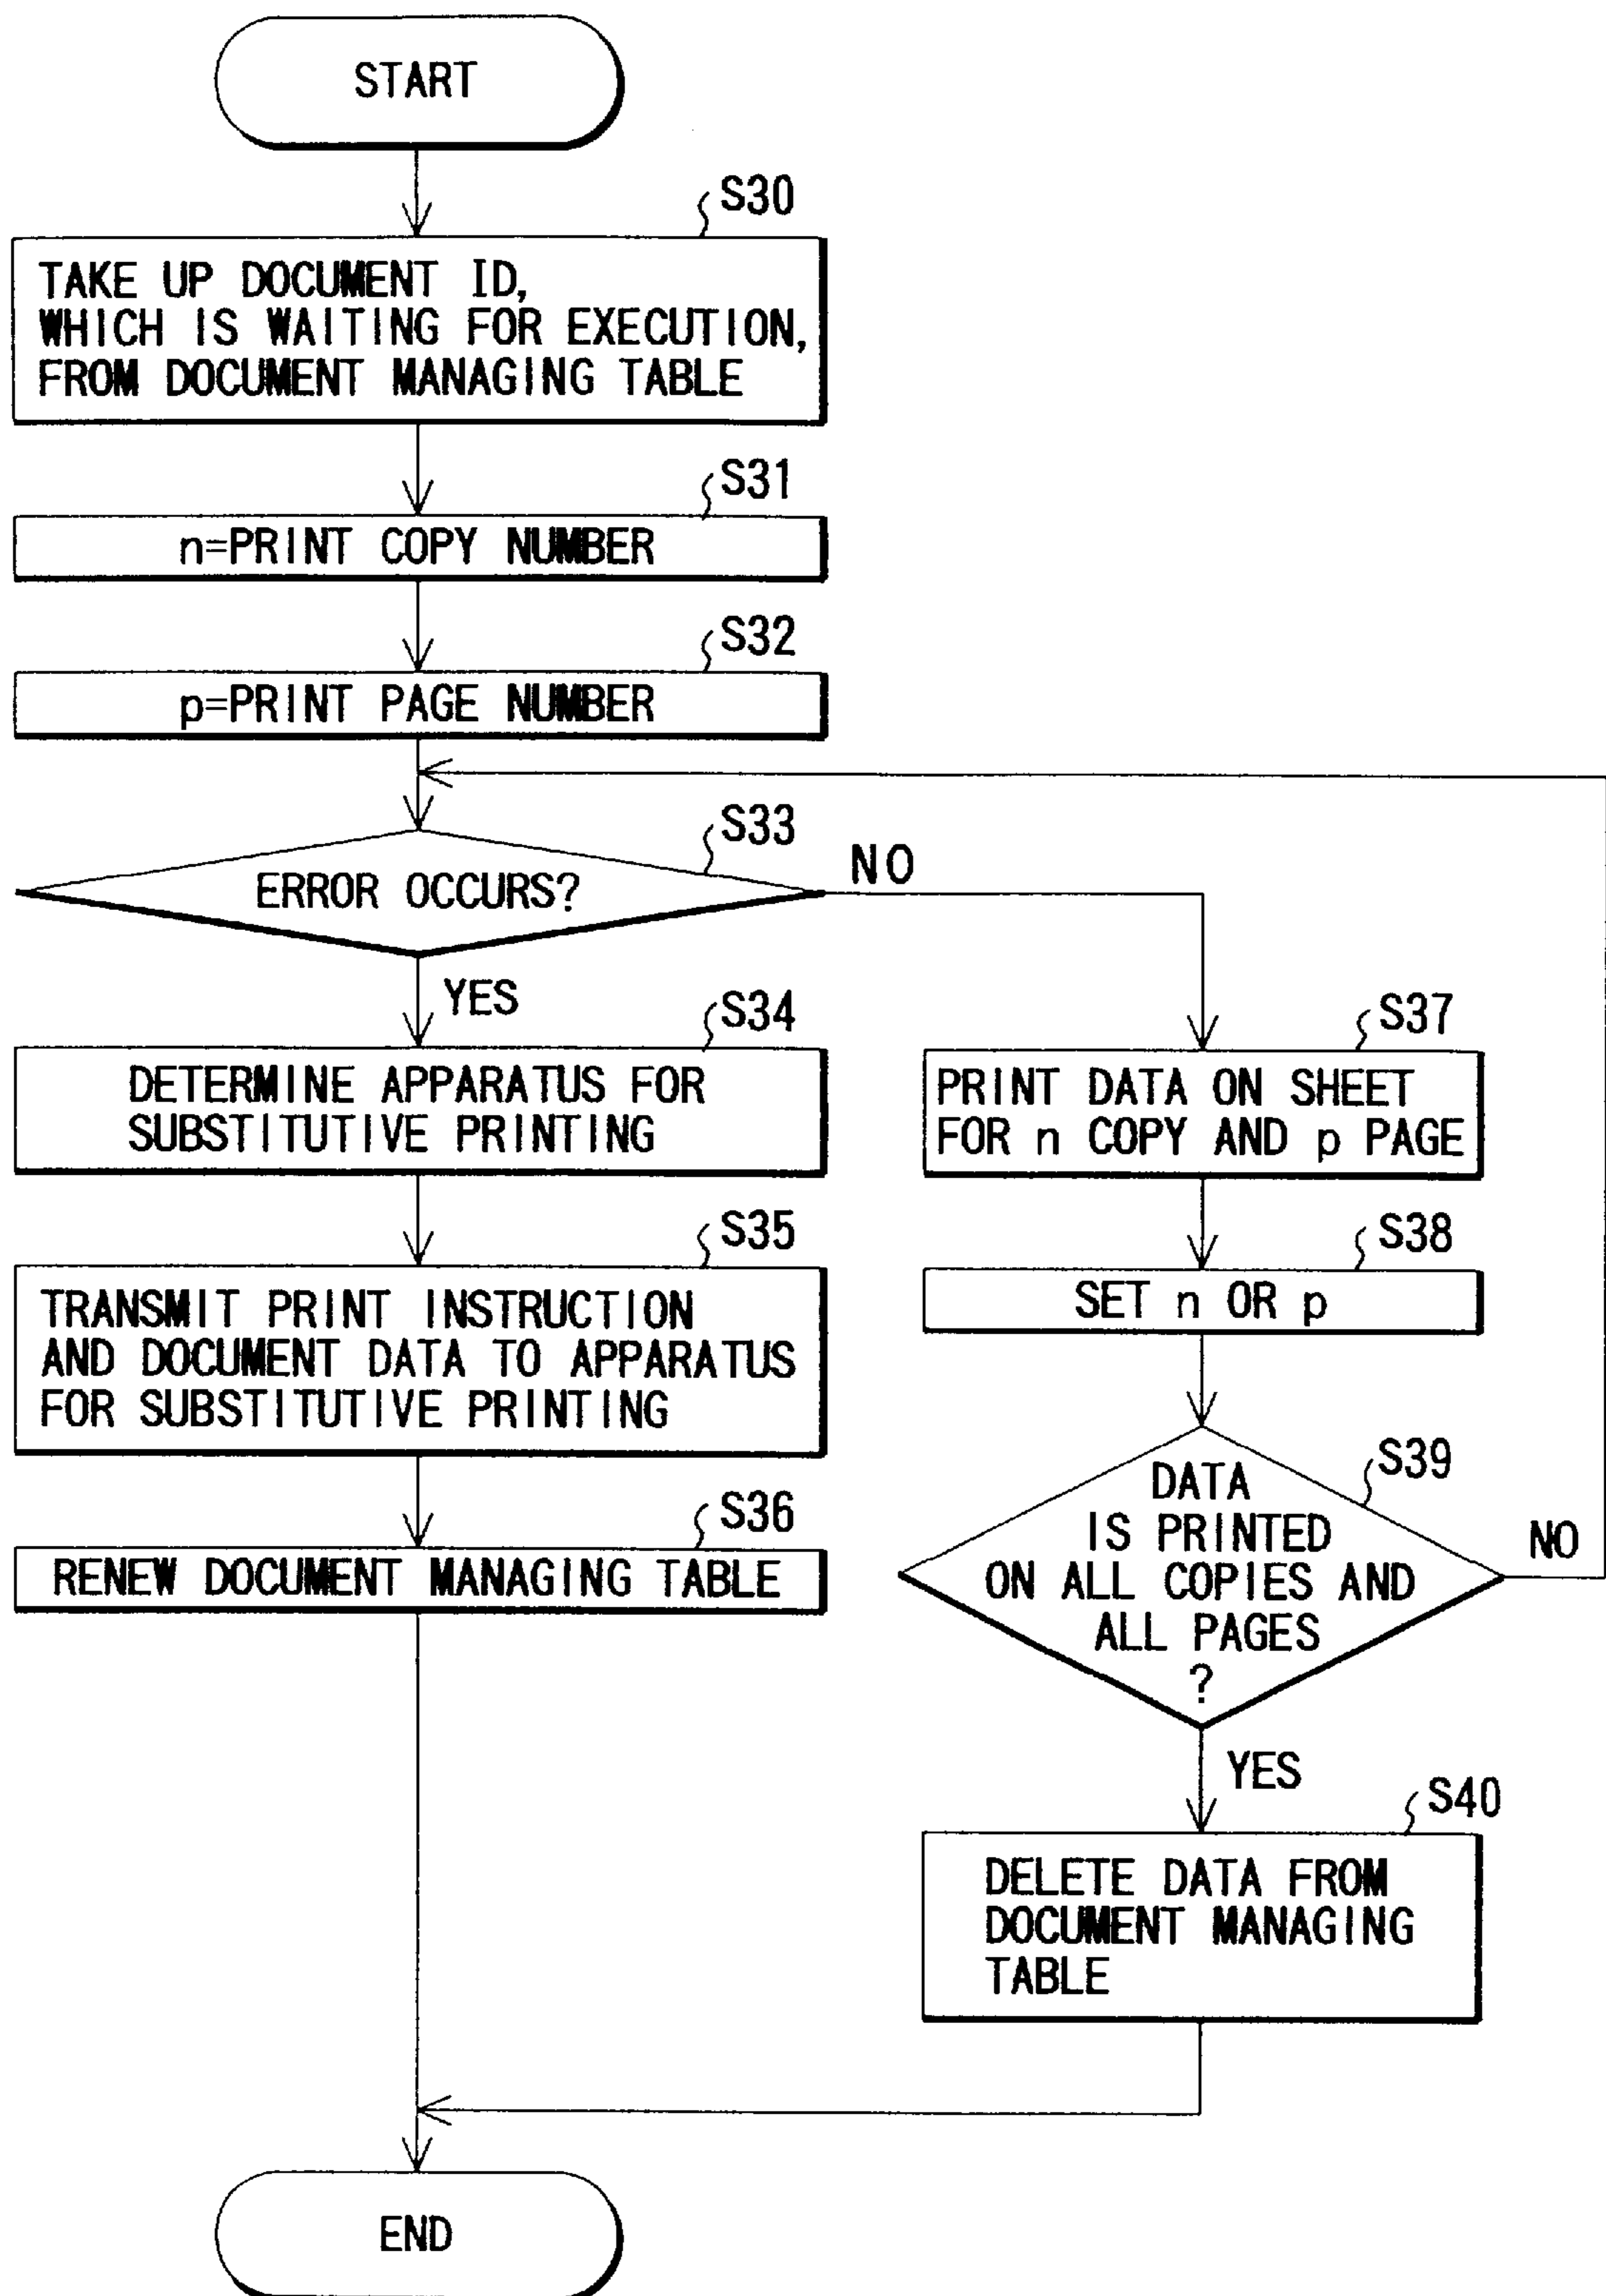 START
S30
TAKE UP DOCUMENT ID,
WHICH IS WAITING FOR EXECUTION,
FROM DOCUMENT MANAGING TABLE
S31
n=PRINT COPY NUMBER
S32
p=PRINT PAGE NUMBER
S33
ERROR OCCURS?
NO
YES
S34
DETERMINE APPARATUS FOR
SUBSTITUTIVE PRINTING
S35
TRANSMIT PRINT INSTRUCTION
AND DOCUMENT DATA TO APPARATUS
FOR SUBSTITUTIVE PRINTING
S36
RENEW DOCUMENT MANAGING TABLE
S37
PRINT DATA ON SHEET
FOR n COPY AND p PAGE
S38
SET n OR p
S39
DATA
IS PRINTED
ON ALL COPIES AND
ALL PAGES
?
NO
YES
S40
DELETE DATA FROM
DOCUMENT MANAGING
TABLE
END